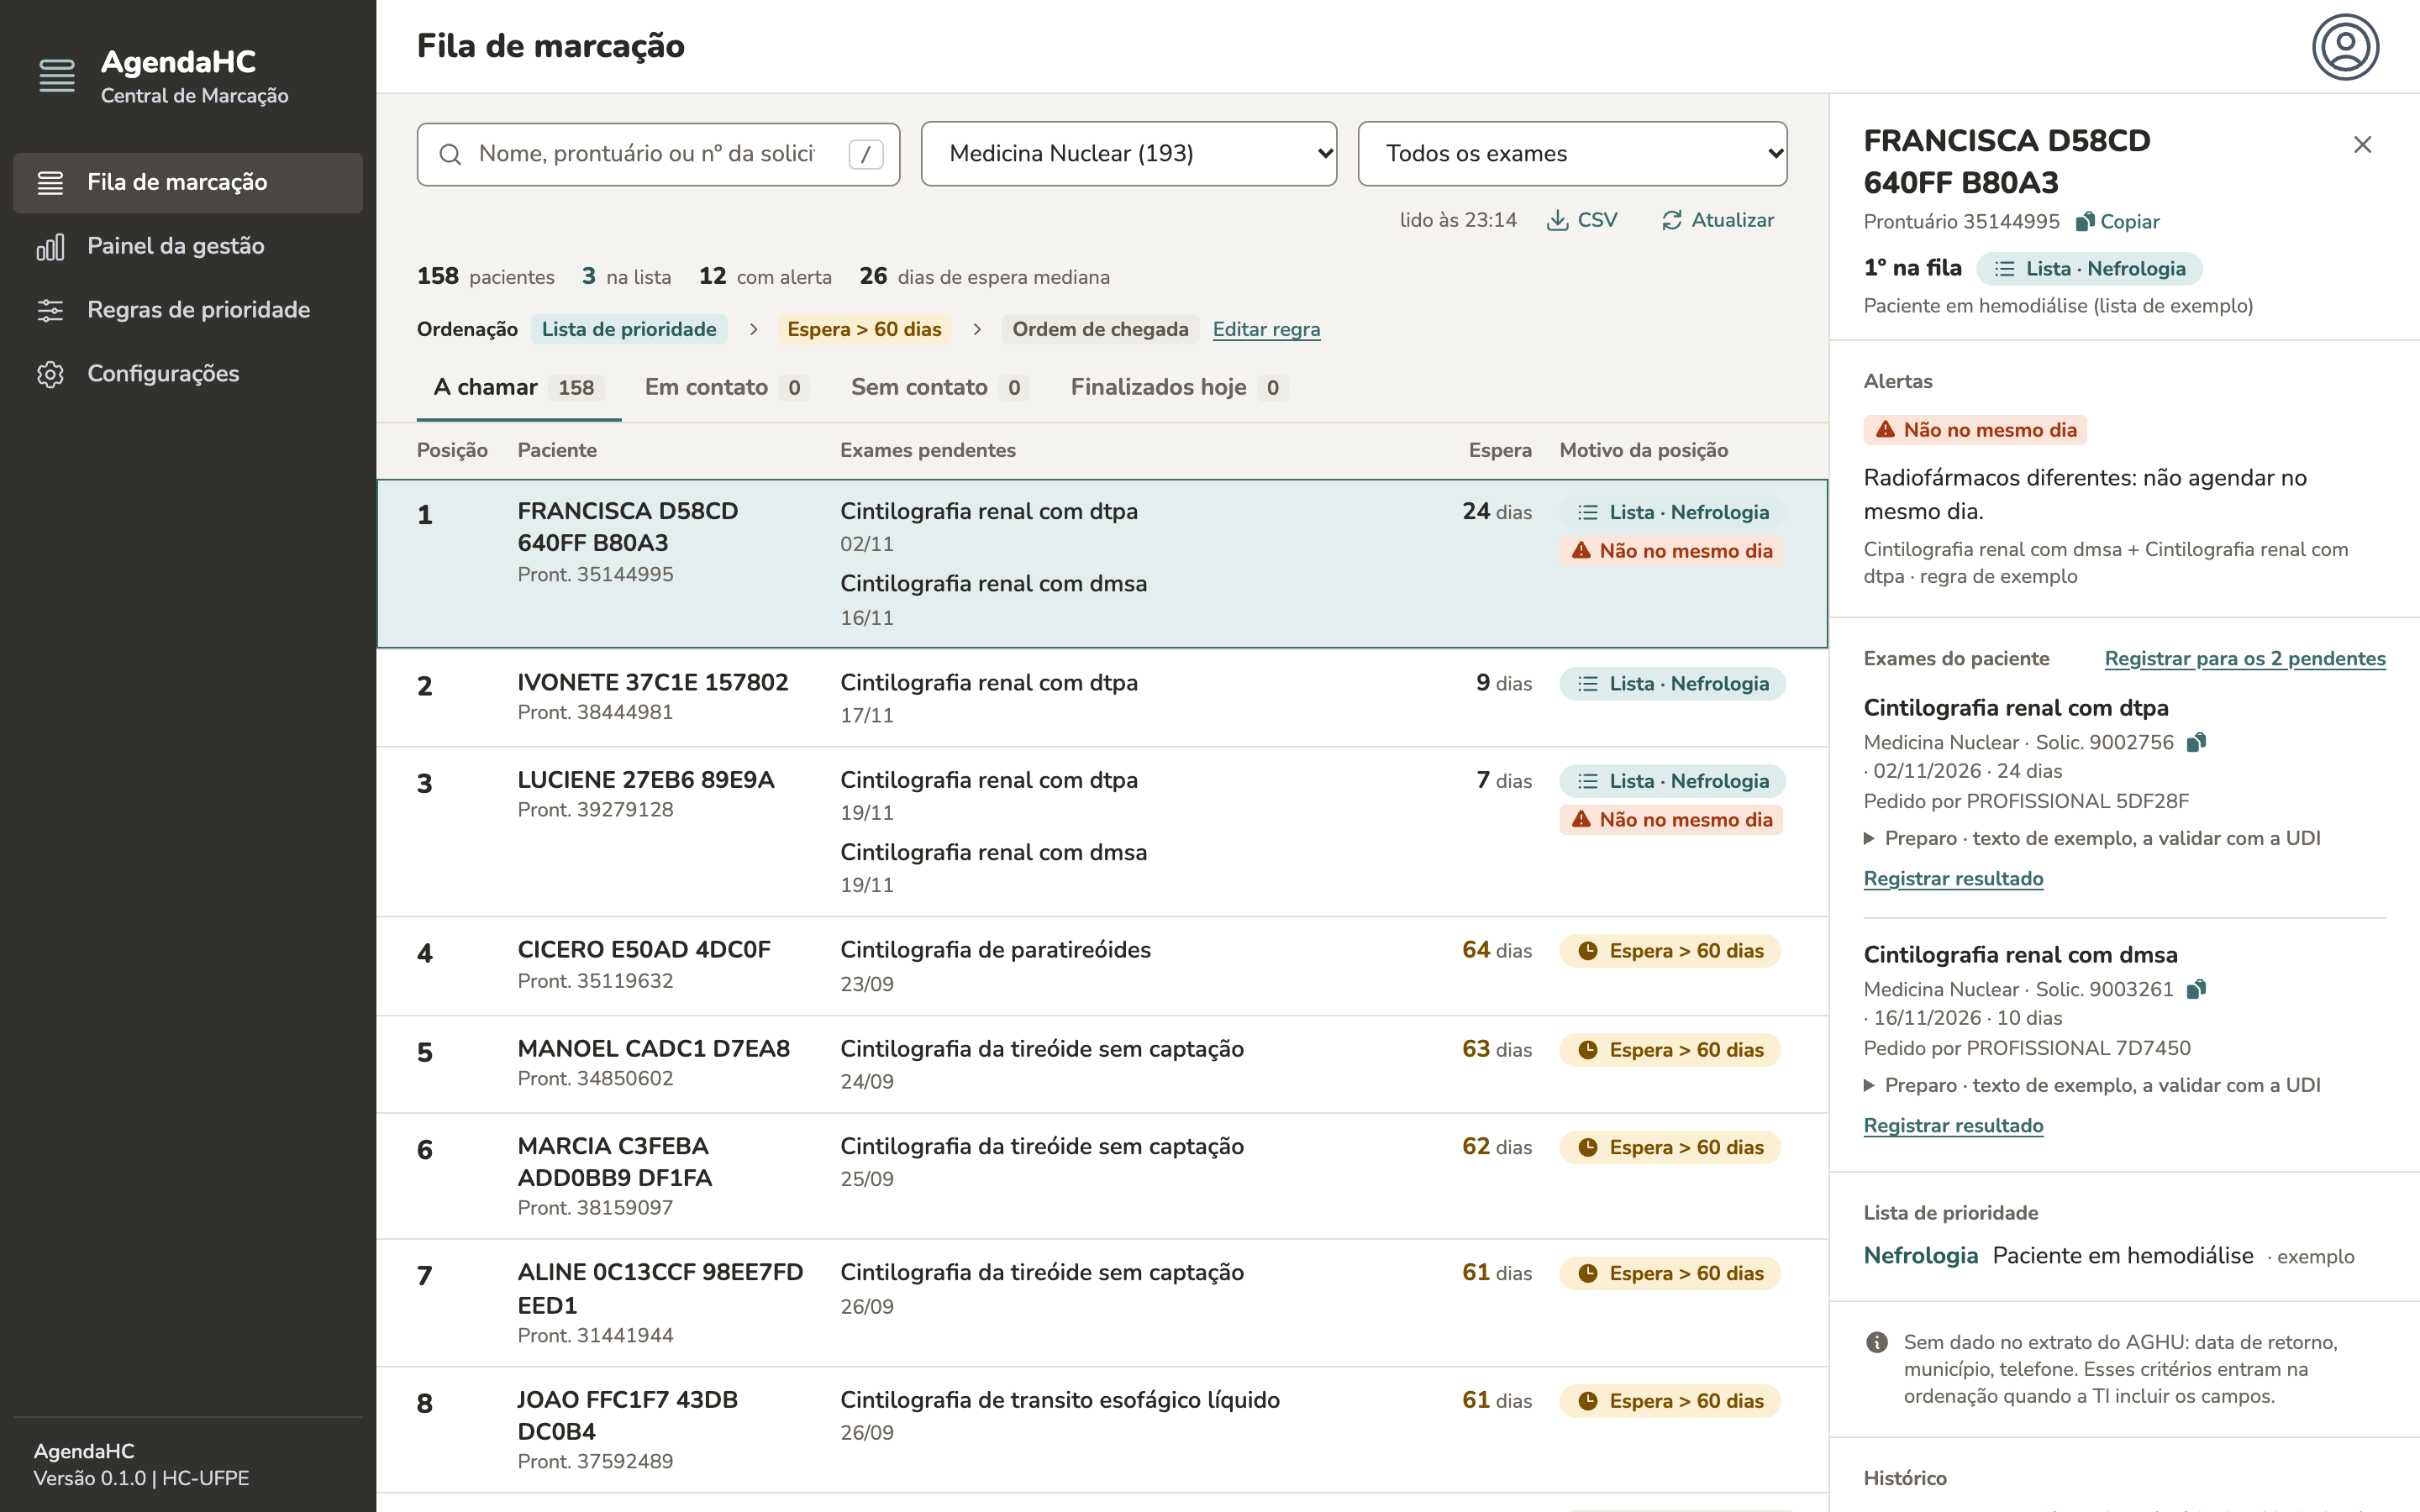 AgendaHC
Central de Marcação
Fila de marcação
Painel da gestão
Regras de prioridade
Configurações
AgendaHC
Versão 0.1.0 | HC-UFPE
Fila de marcação
Nome, prontuário ou nº da solici
/
Medicina Nuclear (193)
Todos os exames
lido às 23:14
CSV
Atualizar
158 pacientes 3 na lista 12 com alerta 26 dias de espera mediana
Ordenação Lista de prioridade > Espera > 60 dias > Ordem de chegada Editar regra
A chamar 158 Em contato 0 Sem contato 0 Finalizados hoje 0
Posição Paciente Exames pendentes Espera Motivo da posição
1
FRANCISCA D58CD
640FF B80A3
Pront. 35144995
Cintilografia renal com dtpa
02/11
Cintilografia renal com dmsa
16/11
24 dias
Lista · Nefrologia
Não no mesmo dia
2
IVONETE 37C1E 157802
Pront. 38444981
Cintilografia renal com dtpa
17/11
9 dias
Lista · Nefrologia
3
LUCIENE 27EB6 89E9A
Pront. 39279128
Cintilografia renal com dtpa
19/11
Cintilografia renal com dmsa
19/11
7 dias
Lista · Nefrologia
Não no mesmo dia
4
CICERO E50AD 4DC0F
Pront. 35119632
Cintilografia de paratireóides
23/09
64 dias
Espera > 60 dias
5
MANOEL CADC1 D7EA8
Pront. 34850602
Cintilografia da tireóide sem captação
24/09
63 dias
Espera > 60 dias
6
MARCIA C3FEBA
ADD0BB9 DF1FA
Pront. 38159097
Cintilografia da tireóide sem captação
25/09
62 dias
Espera > 60 dias
7
ALINE 0C13CCF 98EE7FD
EED1
Pront. 31441944
Cintilografia da tireóide sem captação
26/09
61 dias
Espera > 60 dias
8
JOAO FFC1F7 43DB
DC0B4
Pront. 37592489
Cintilografia de transito esofágico líquido
26/09
61 dias
Espera > 60 dias
FRANCISCA D58CD
640FF B80A3
Prontuário 35144995 Copiar
1º na fila Lista · Nefrologia
Paciente em hemodiálise (lista de exemplo)
Alertas
Não no mesmo dia
Radiofármacos diferentes: não agendar no
mesmo dia.
Cintilografia renal com dmsa + Cintilografia renal com
dtpa · regra de exemplo
Exames do paciente Registrar para os 2 pendentes
Cintilografia renal com dtpa
Medicina Nuclear · Solic. 9002756
· 02/11/2026 · 24 dias
Pedido por PROFISSIONAL 5DF28F
Preparo · texto de exemplo, a validar com a UDI
Registrar resultado
Cintilografia renal com dmsa
Medicina Nuclear · Solic. 9003261
· 16/11/2026 · 10 dias
Pedido por PROFISSIONAL 7D7450
Preparo · texto de exemplo, a validar com a UDI
Registrar resultado
Lista de prioridade
Nefrologia Paciente em hemodiálise · exemplo
Sem dado no extrato do AGHU: data de retorno,
município, telefone. Esses critérios entram na
ordenação quando a TI incluir os campos.
Histórico